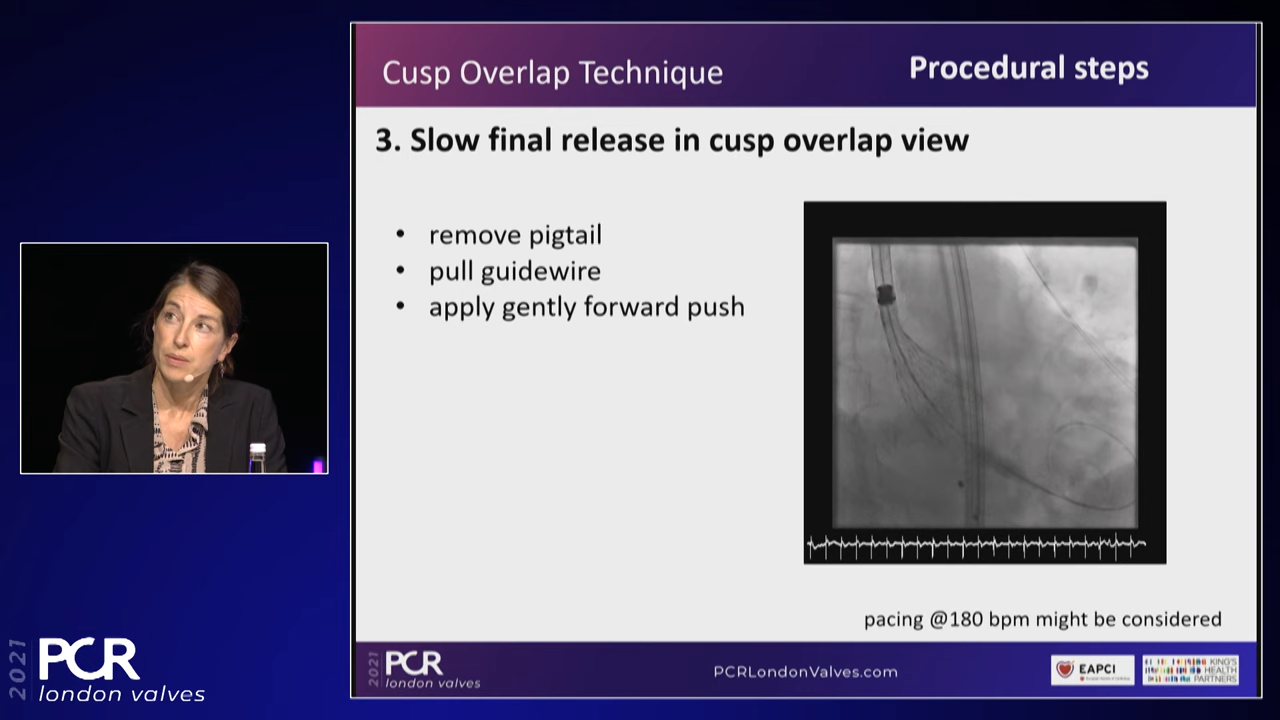 Cusp Overlap Technique
Procedural steps
3. Slow final release in cusp overlap view
• remove pigtail
• pull guidewire
• apply gently forward push
pacing @180 bpm might be considered
2021
PCR
london valves
2021
PCR
london valves
PCRLondonValves.com
EAPCI
KING'S
HEALTH
PARTNERS